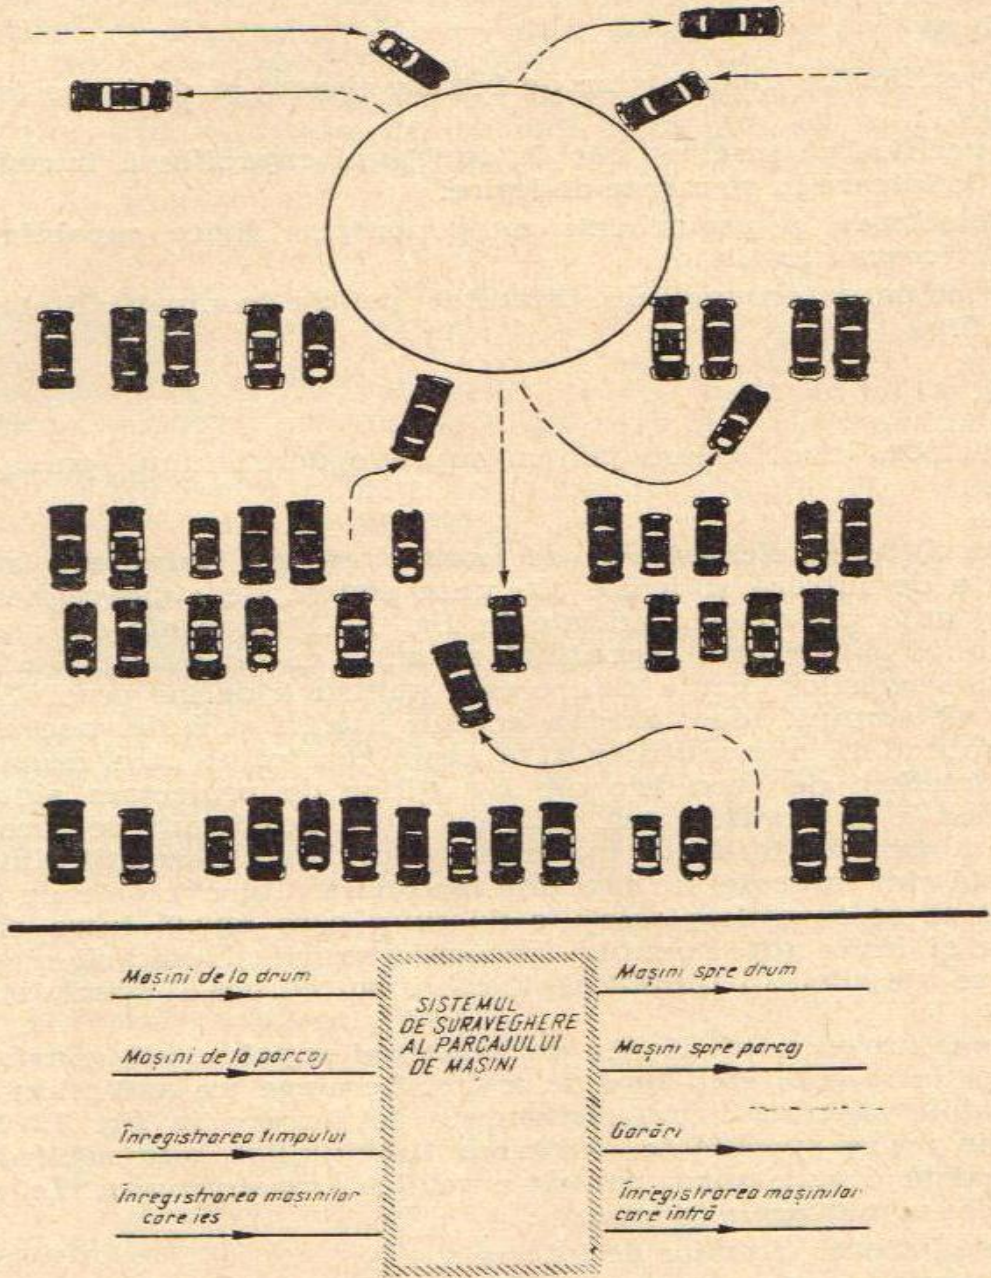 Mașini de la drum
Mașini de la parcaj
Înregistrarea timpului
Înregistrarea mașinilor
care ies
SISTEMUL
DE SURAVEGHERE
AL PARCAJULUI
DE MAȘINI
Mașini spre drum
Mașini spre parcaj
Garări
Înregistrarea mașinilor
care intră